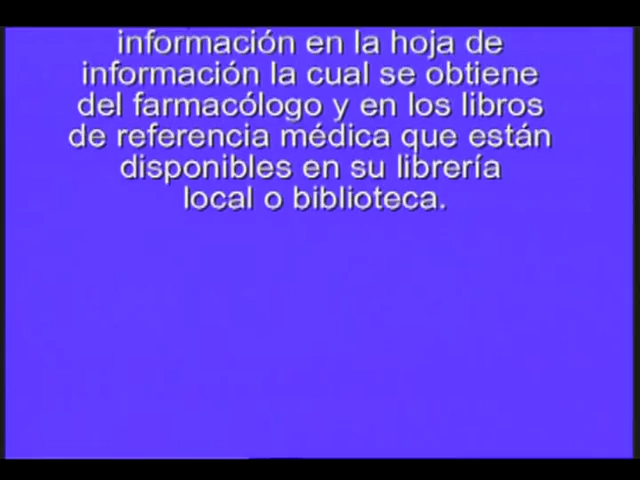 información en la hoja de
información la cual se obtiene
del farmacólogo y en los libros
de referencia médica que están
disponibles en su librería
local o biblioteca.